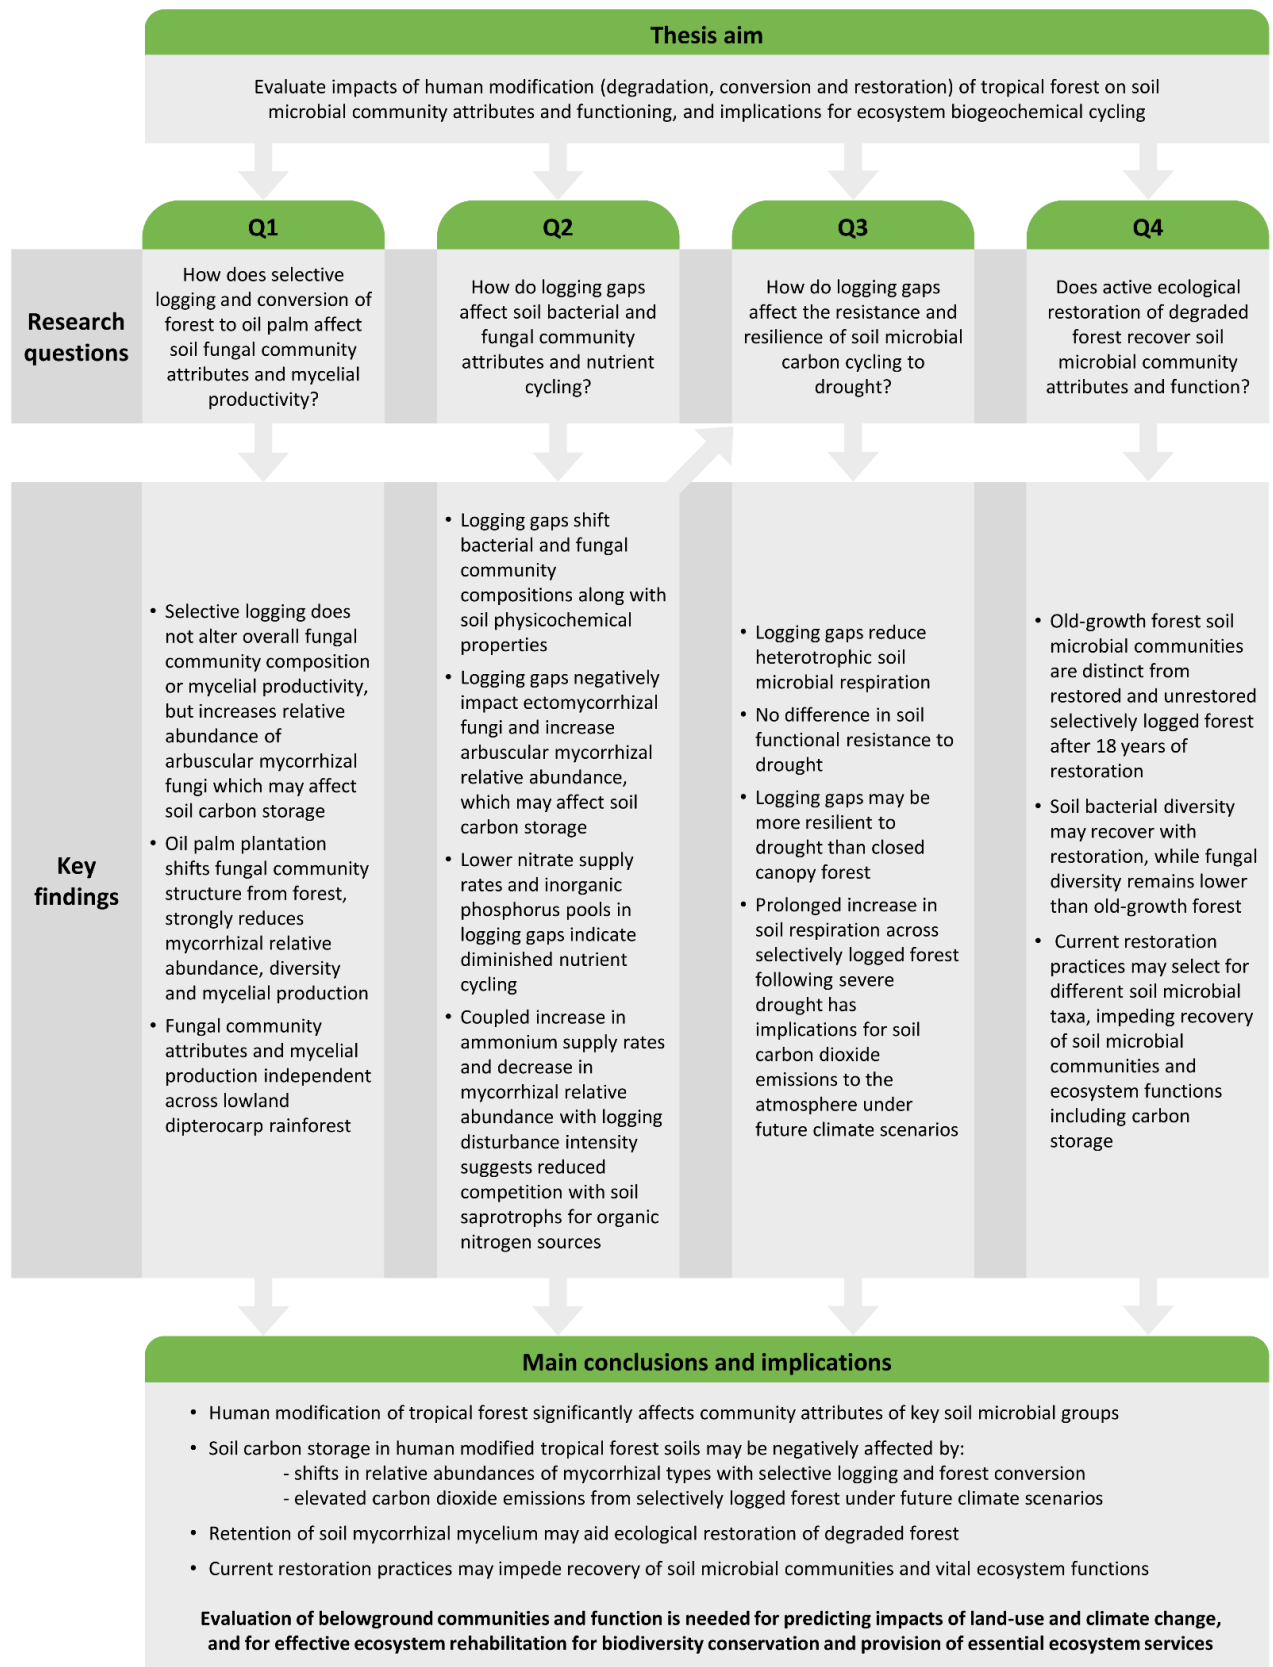 Thesis aim
Evaluate impacts of human modification (degradation, conversion and restoration) of tropical forest on soil
microbial community attributes and functioning, and implications for ecosystem biogeochemical cycling
Q1
Q2
Q3
Q4
Research
questions
How does selective
logging and conversion of
forest to oil palm affect
soil fungal community
attributes and mycelial
productivity?
How do logging gaps
affect soil bacterial and
fungal community
attributes and nutrient
cycling?
How do logging gaps
affect the resistance and
resilience of soil microbial
carbon cycling to
drought?
Does active ecological
restoration of degraded
forest recover soil
microbial community
attributes and function?
Key
findings
• Selective logging does
not alter overall fungal
community composition
or mycelial productivity,
but increases relative
abundance of
arbuscular mycorrhizal
fungi which may affect
soil carbon storage
• Oil palm plantation
shifts fungal community
structure from forest,
strongly reduces
mycorrhizal relative
abundance, diversity
and mycelial production
• Fungal community
attributes and mycelial
production independent
across lowland
dipterocarp rainforest
• Logging gaps shift
bacterial and fungal
community
compositions along with
soil physicochemical
properties
• Logging gaps negatively
impact ectomycorrhizal
fungi and increase
arbuscular mycorrhizal
relative abundance,
which may affect soil
carbon storage
• Lower nitrate supply
rates and inorganic
phosphorus pools in
logging gaps indicate
diminished nutrient
cycling
• Coupled increase in
ammonium supply rates
and decrease in
mycorrhizal relative
abundance with logging
disturbance intensity
suggests reduced
competition with soil
saprotrophs for organic
nitrogen sources
• Logging gaps reduce
heterotrophic soil
microbial respiration
• No difference in soil
functional resistance to
drought
• Logging gaps may be
more resilient to
drought than closed
canopy forest
• Prolonged increase in
soil respiration across
selectively logged forest
following severe
drought has
implications for soil
carbon dioxide
emissions to the
atmosphere under
future climate scenarios
• Old-growth forest soil
microbial communities
are distinct from
restored and unrestored
selectively logged forest
after 18 years of
restoration
• Soil bacterial diversity
may recover with
restoration, while fungal
diversity remains lower
than old-growth forest
• Current restoration
practices may select for
different soil microbial
taxa, impeding recovery
of soil microbial
communities and
ecosystem functions
including carbon
storage
Main conclusions and implications
• Human modification of tropical forest significantly affects community attributes of key soil microbial groups
• Soil carbon storage in human modified tropical forest soils may be negatively affected by:
- shifts in relative abundances of mycorrhizal types with selective logging and forest conversion
- elevated carbon dioxide emissions from selectively logged forest under future climate scenarios
• Retention of soil mycorrhizal mycelium may aid ecological restoration of degraded forest
• Current restoration practices may impede recovery of soil microbial communities and vital ecosystem functions
Evaluation of belowground communities and function is needed for predicting impacts of land-use and climate change,
and for effective ecosystem rehabilitation for biodiversity conservation and provision of essential ecosystem services